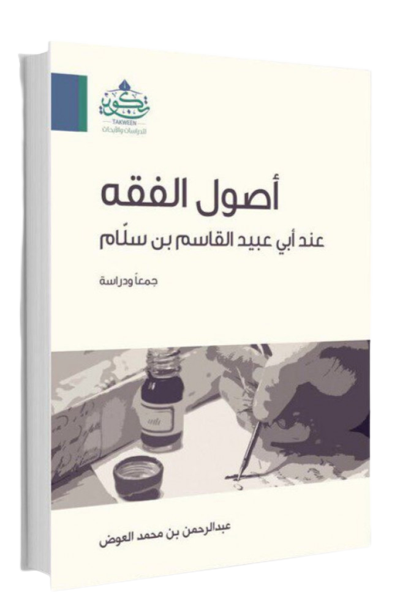 تكوين
TAKWEEN
للدراسات والأبحاث
أصول الفقه
عند أبي عبيد القاسم بن سلّام
جمعاً ودراسة
عبدالرحمن بن محمد العوض